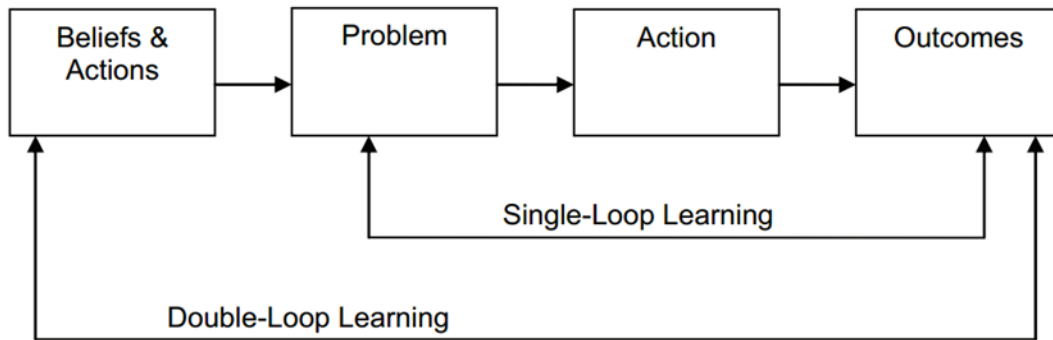 Beliefs &
Actions
Problem
Action
Outcomes
Single-Loop Learning
Double-Loop Learning